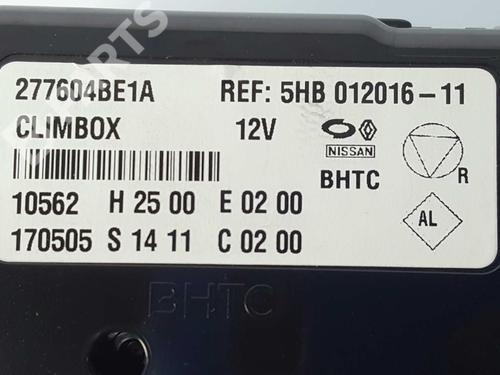 277604BE1A REF: 5HB 012016-11
CLIMBOX 12V
NISSAN
BHTC
R
10562 H 25 00 E 02 00
AL
170505 S 14 11 C 02 00
BHTC